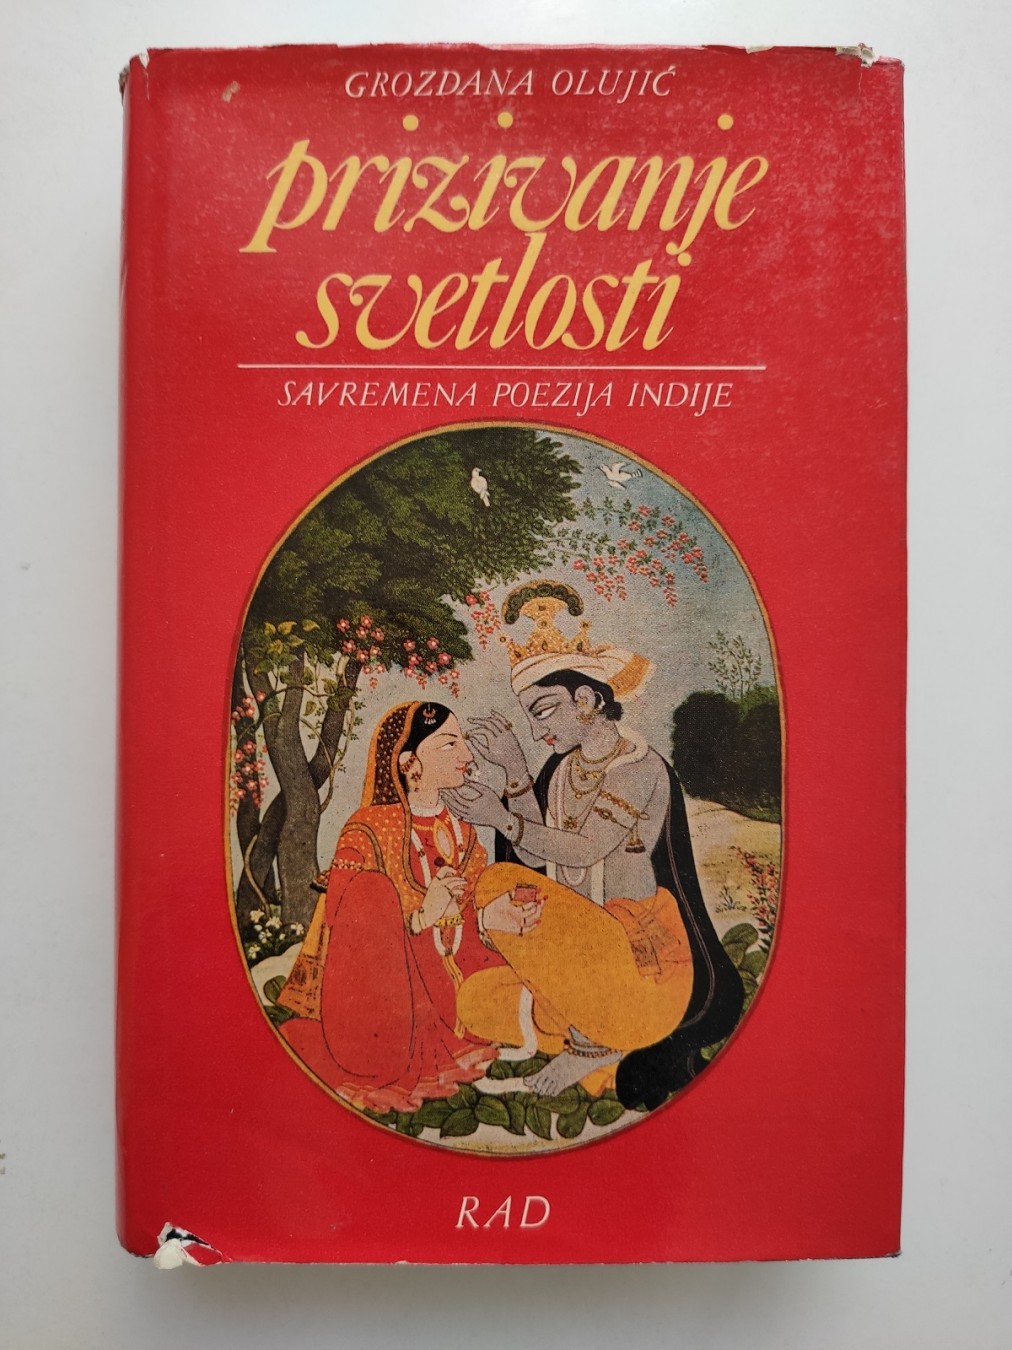 GROZDANA OLUJIĆ
prizivanje
svetlosti
SAVREMENA POEZIJA INDIJE
RAD